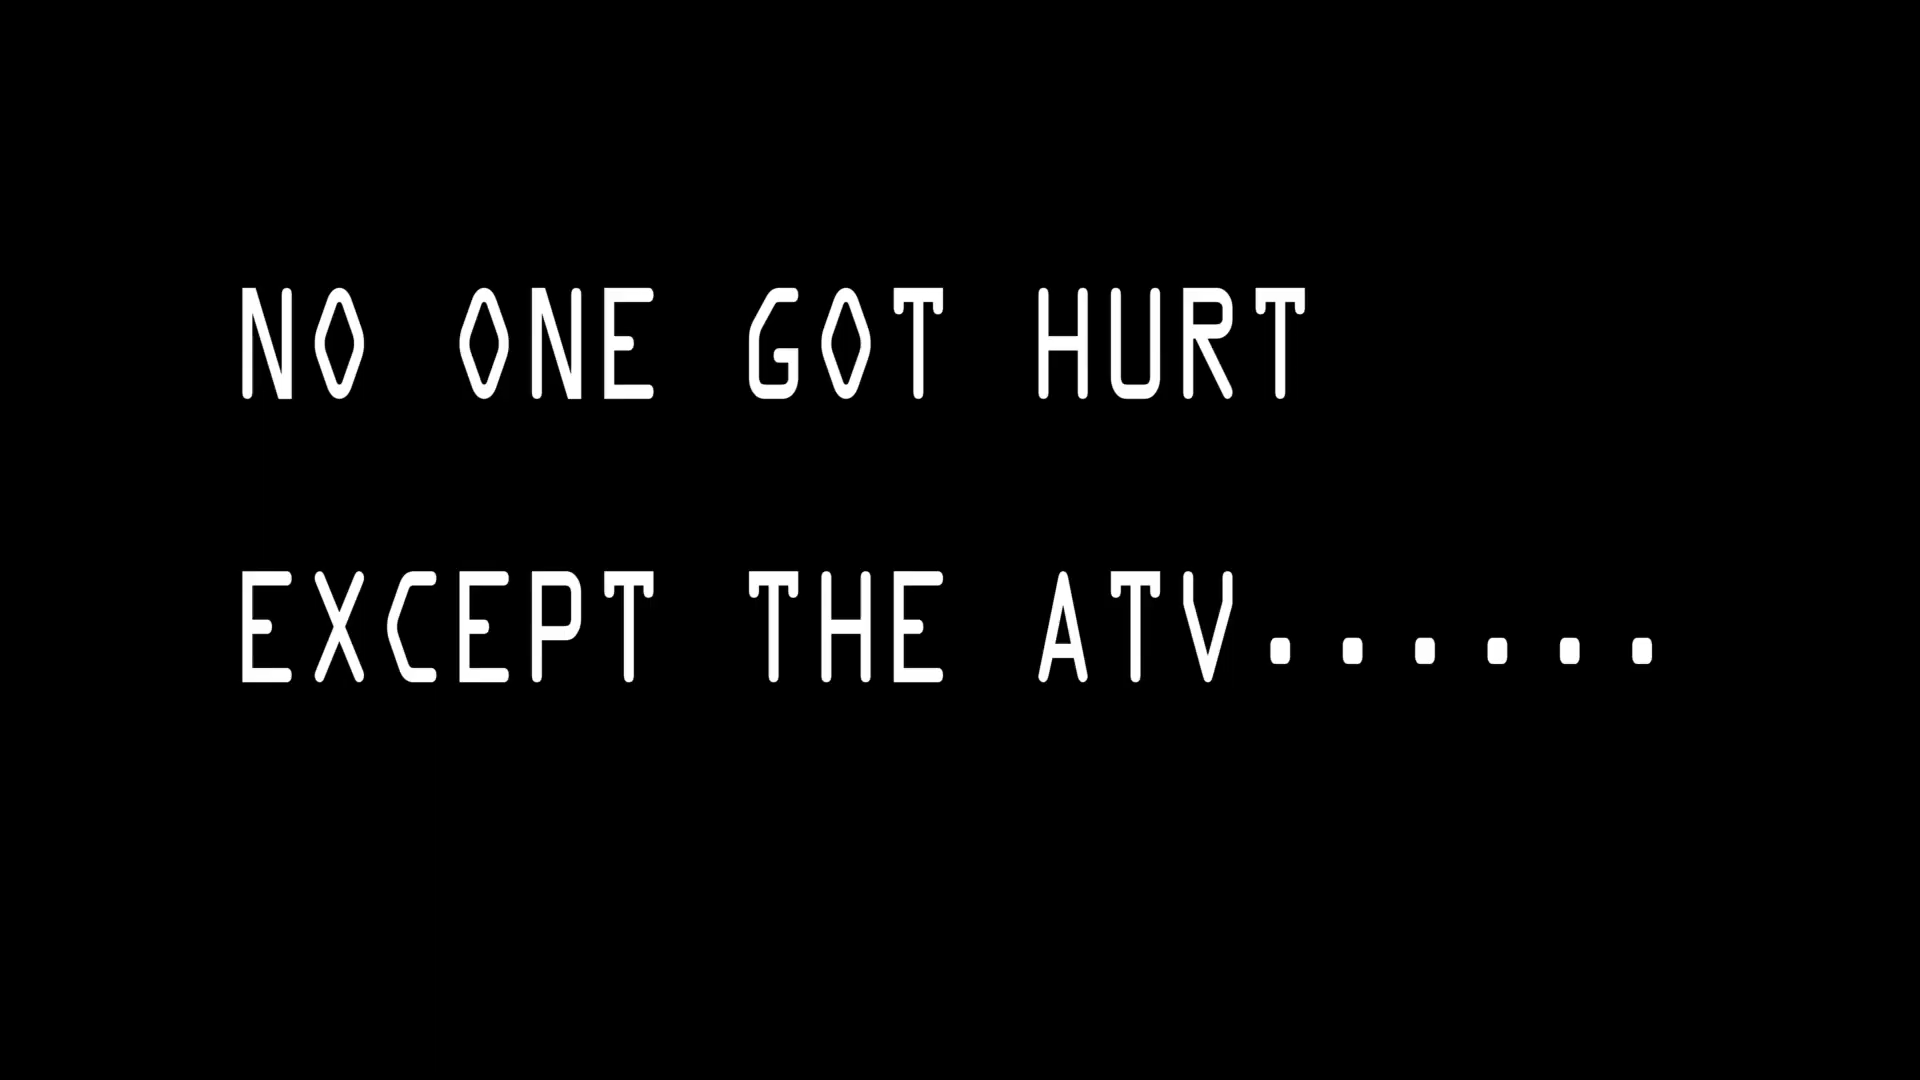 NO ONE GOT HURT
EXCEPT THE ATV......